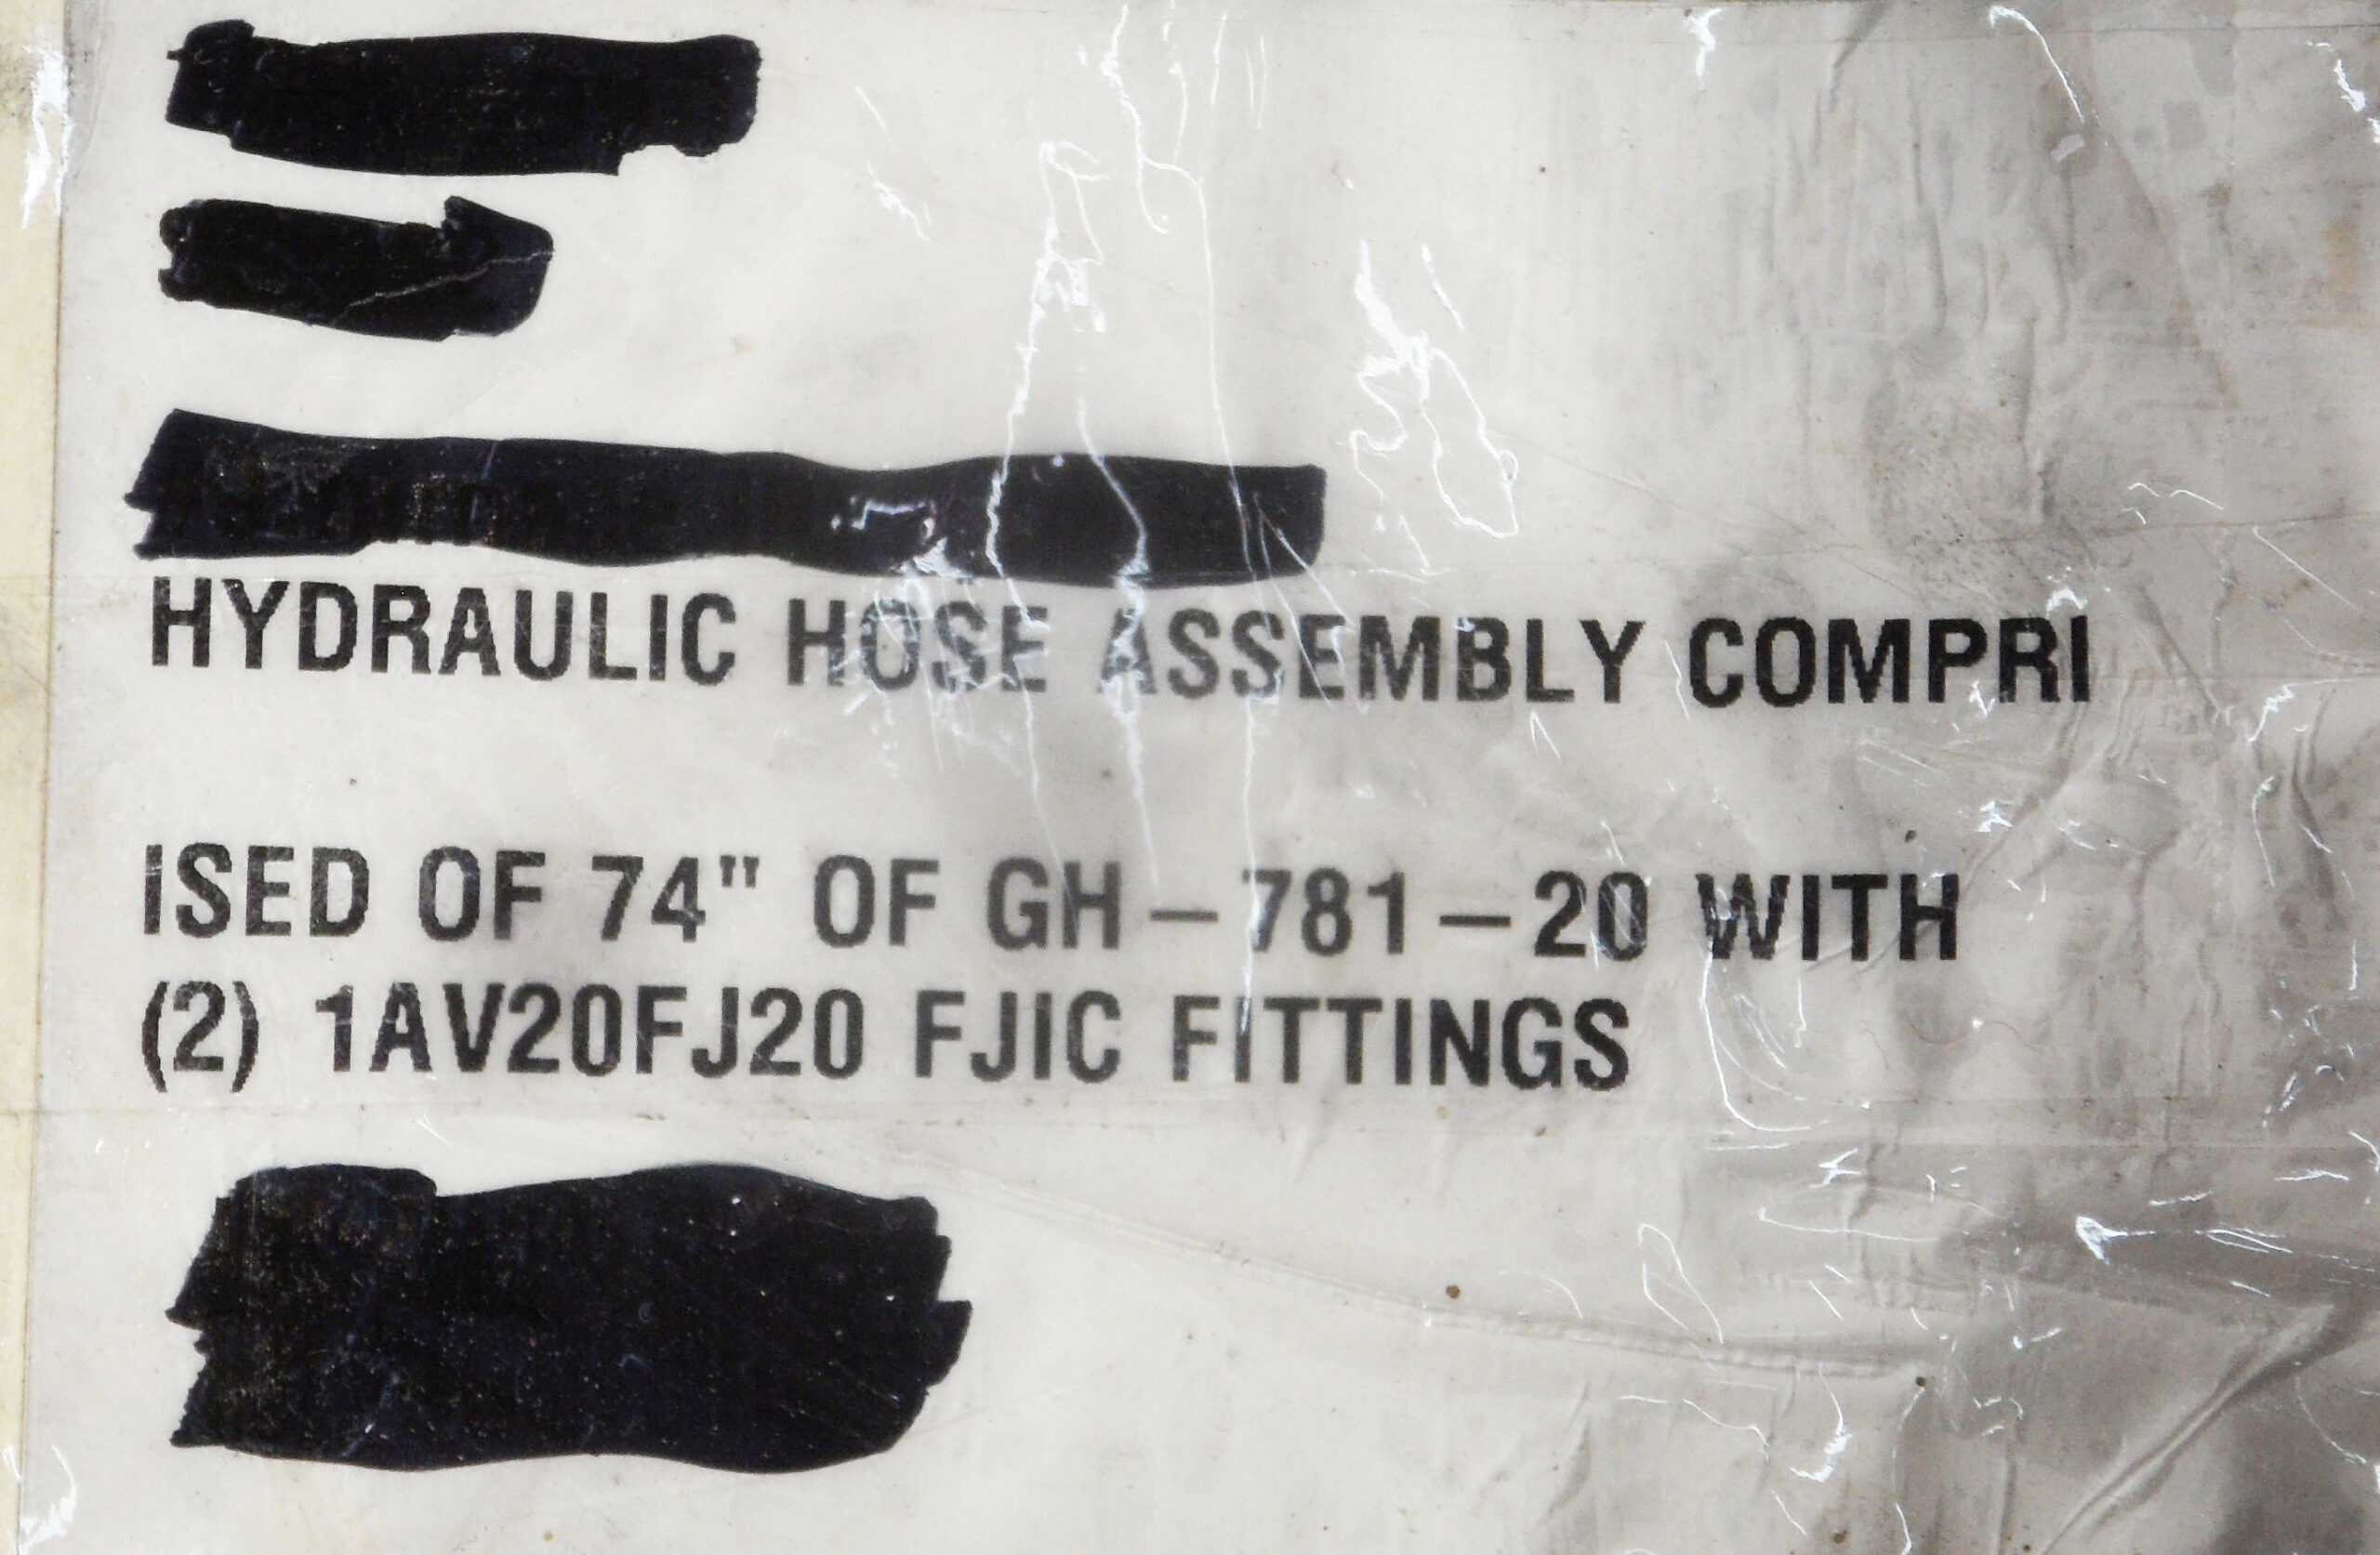 HYDRAULIC HOSE ASSEMBLY COMPRI
ISED OF 74" OF GH-781-20 WITH
(2) 1AV20FJ20 FJIC FITTINGS